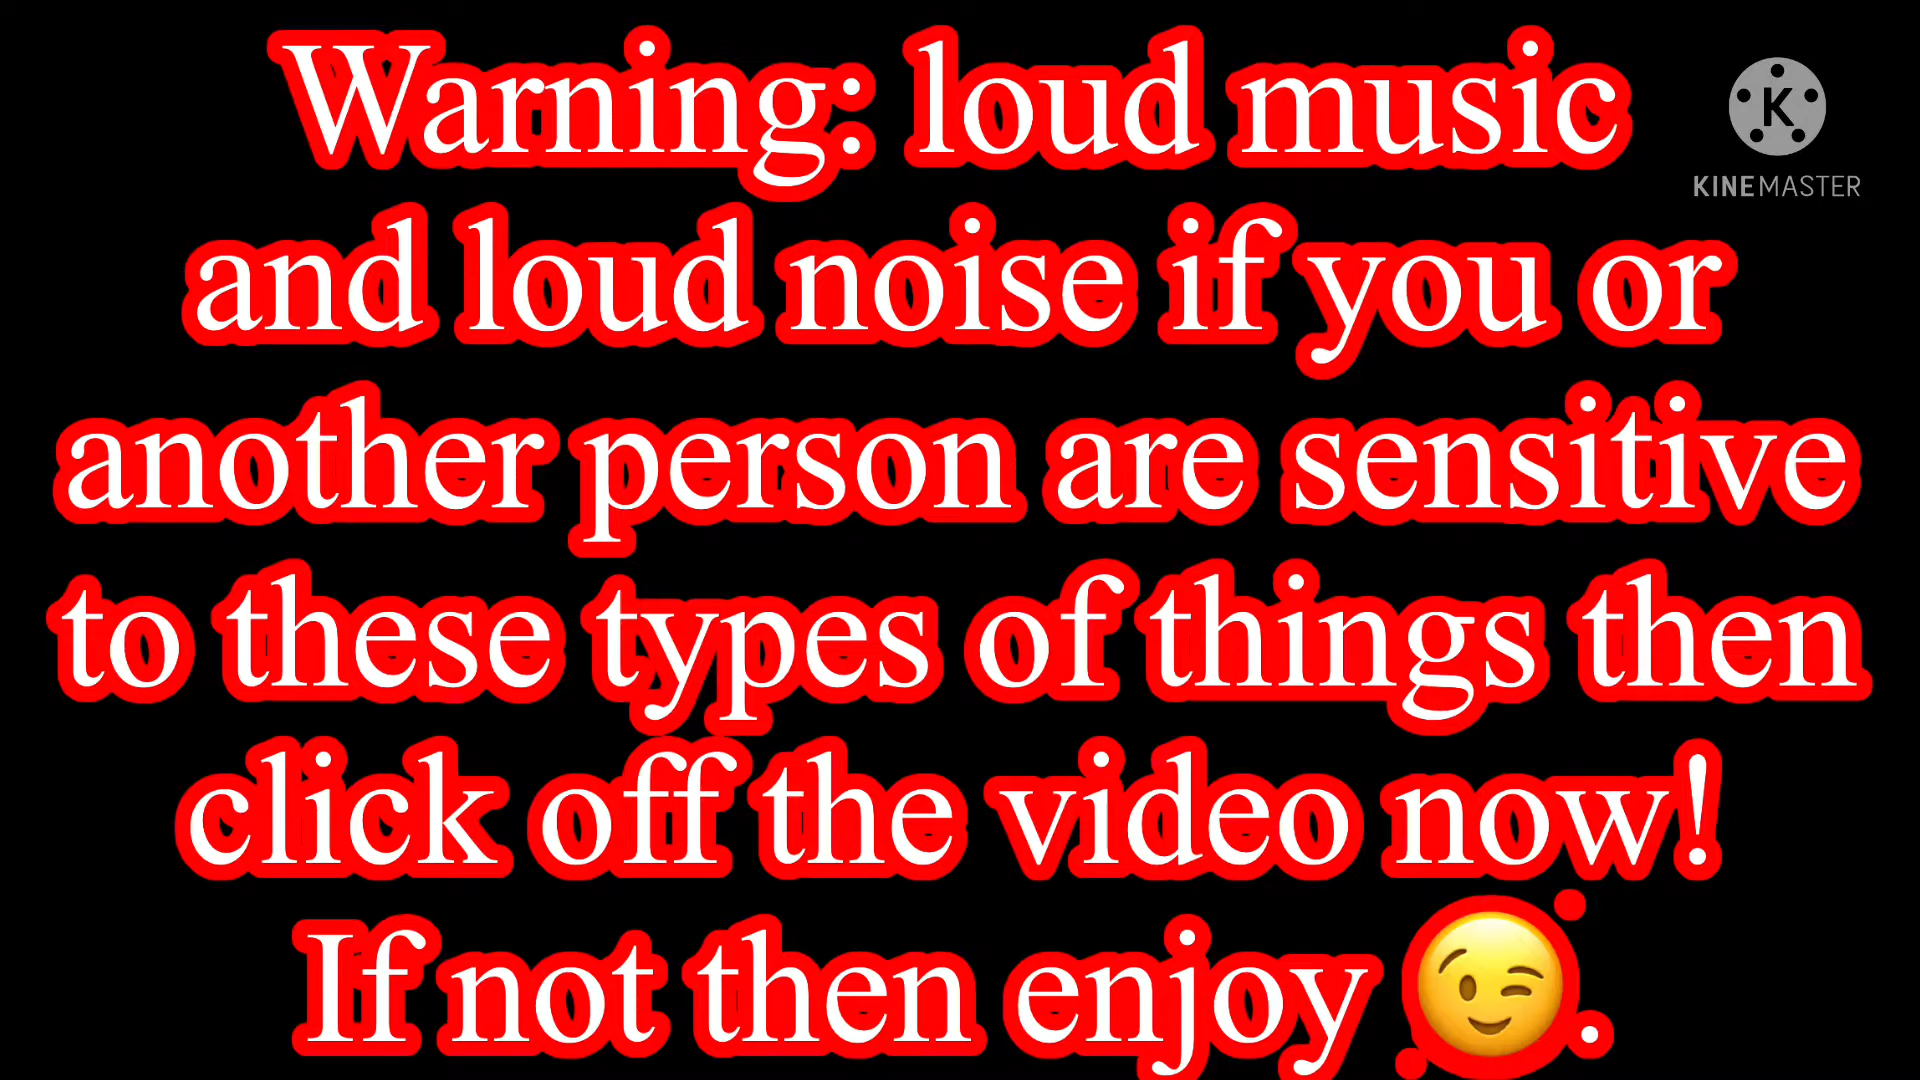 Warning: loud music
and loud noise if you or
another person are sensitive
to these types of things then
click off the video now!
If not then enjoy 😉.
K
KINEMASTER